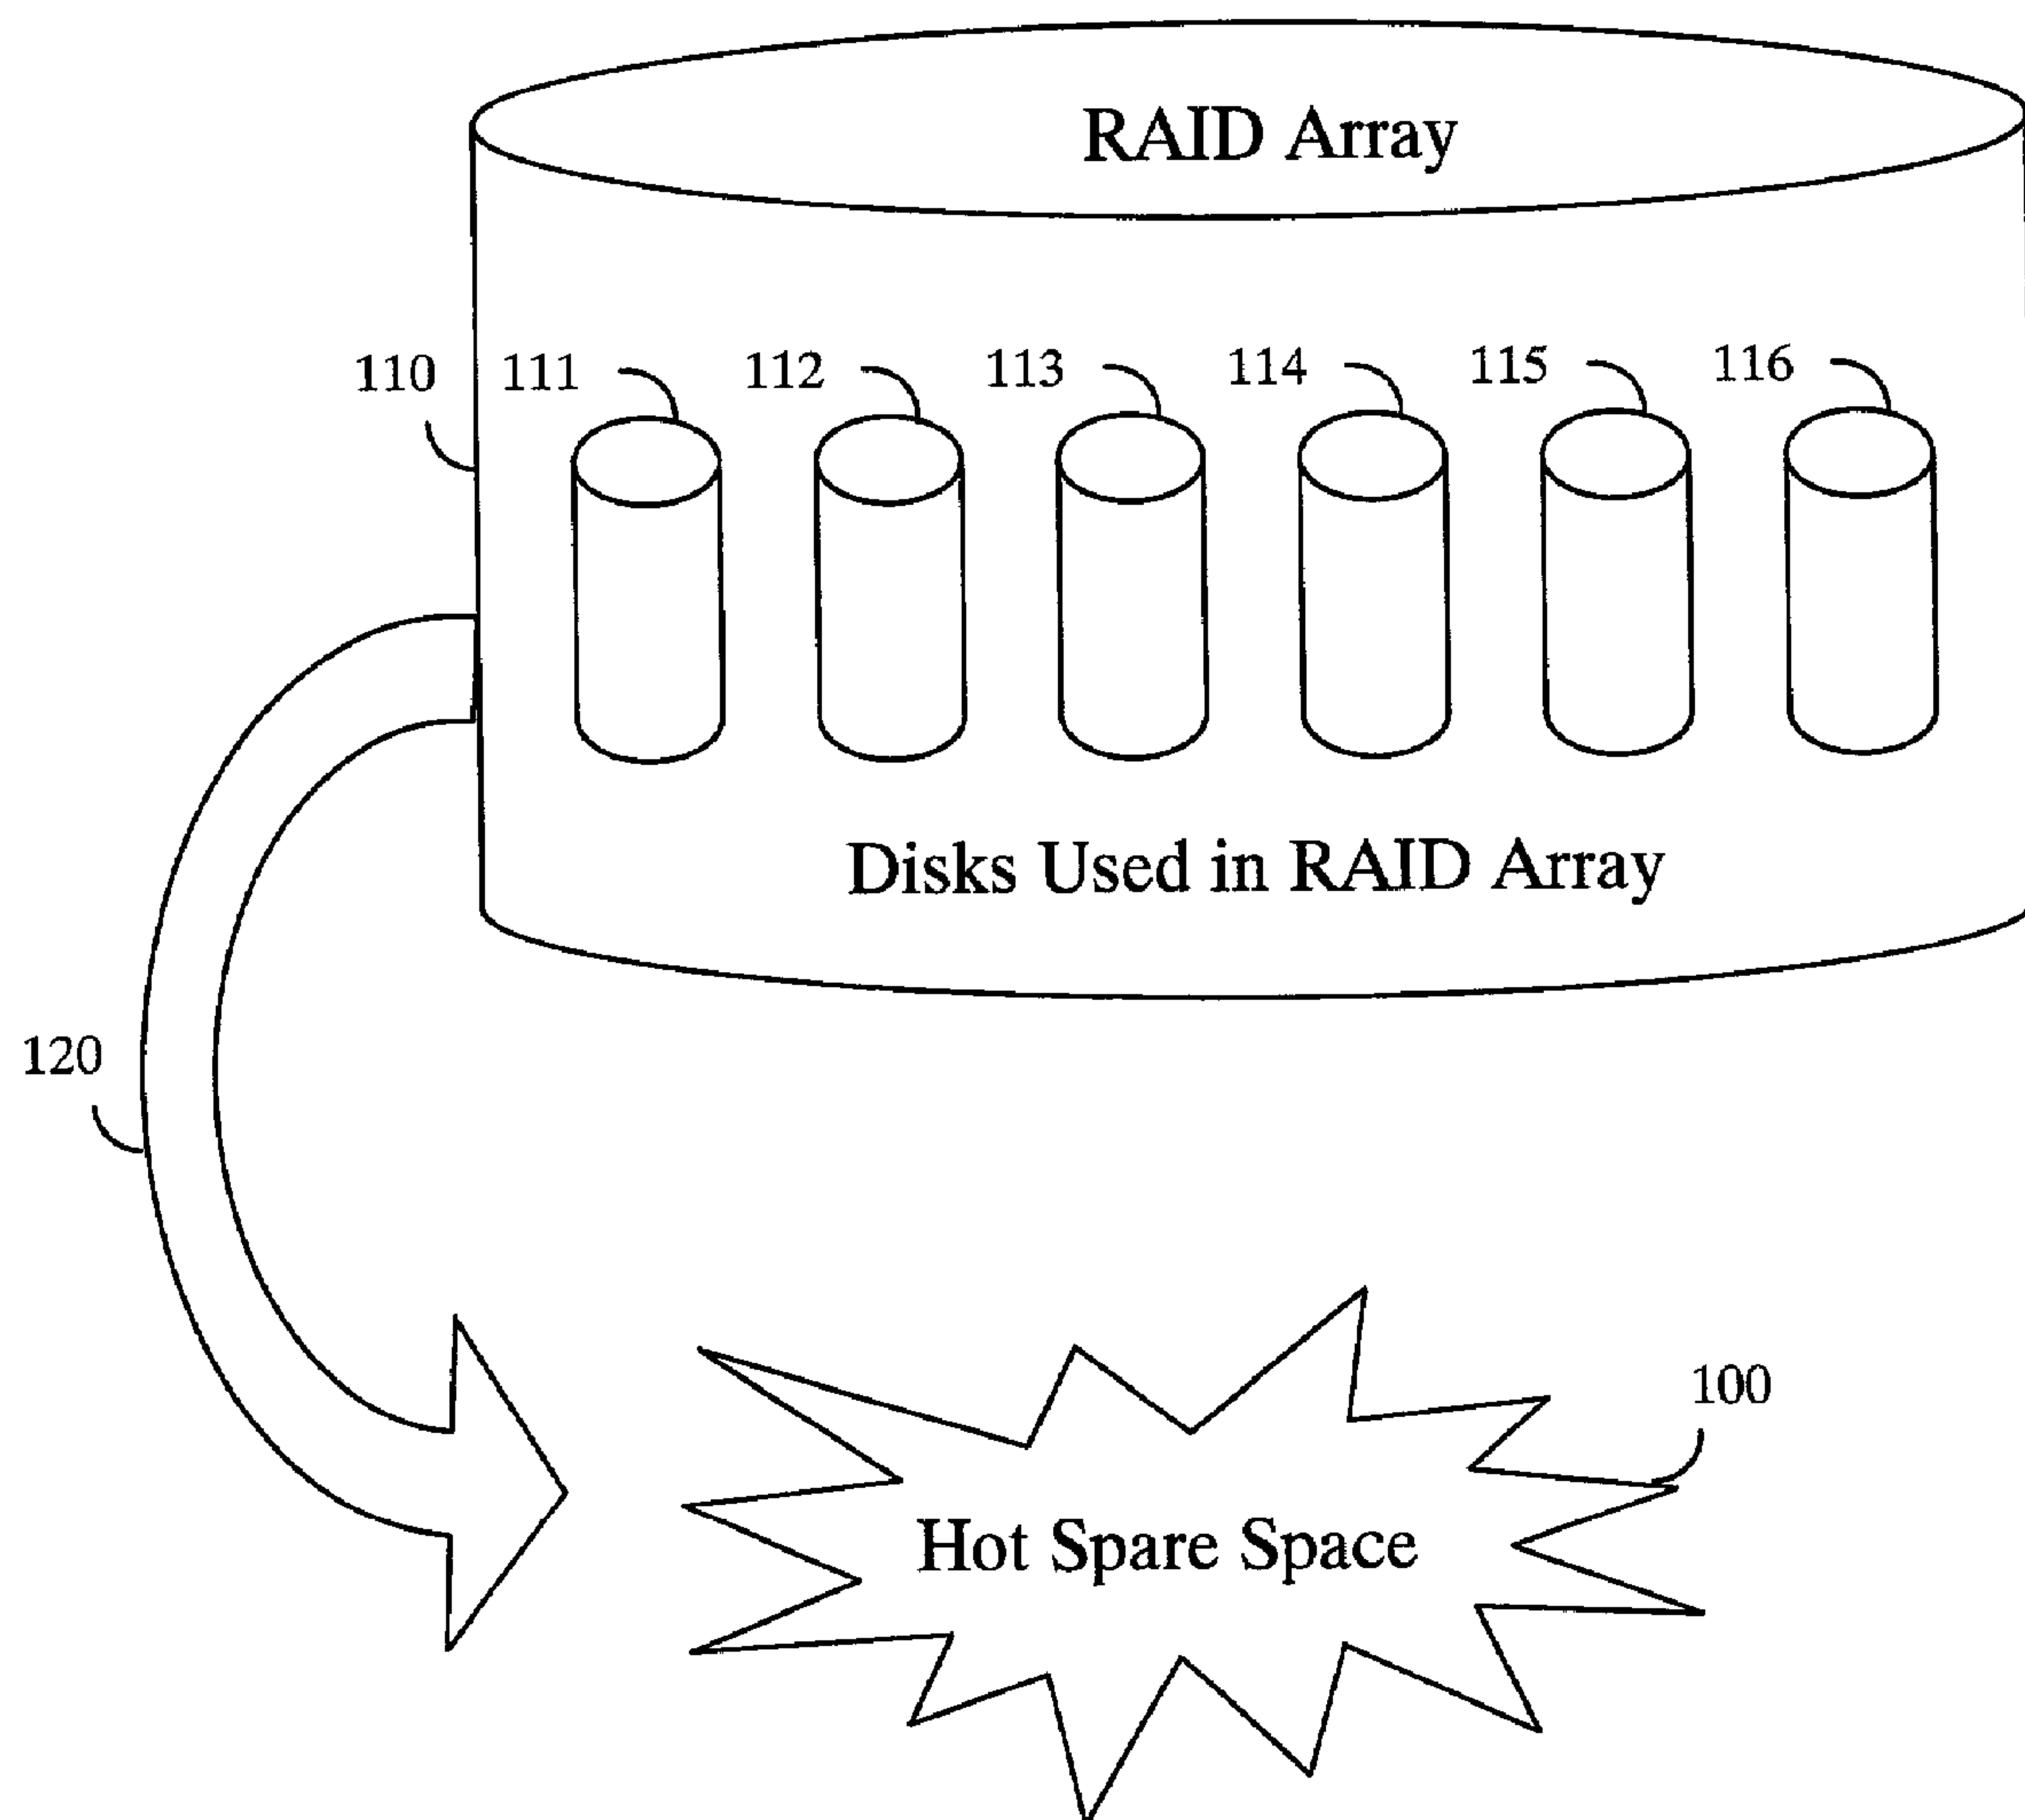 RAID Array
110 111 112 113 114 115 116
Disks Used in RAID Array
120
100
Hot Spare Space